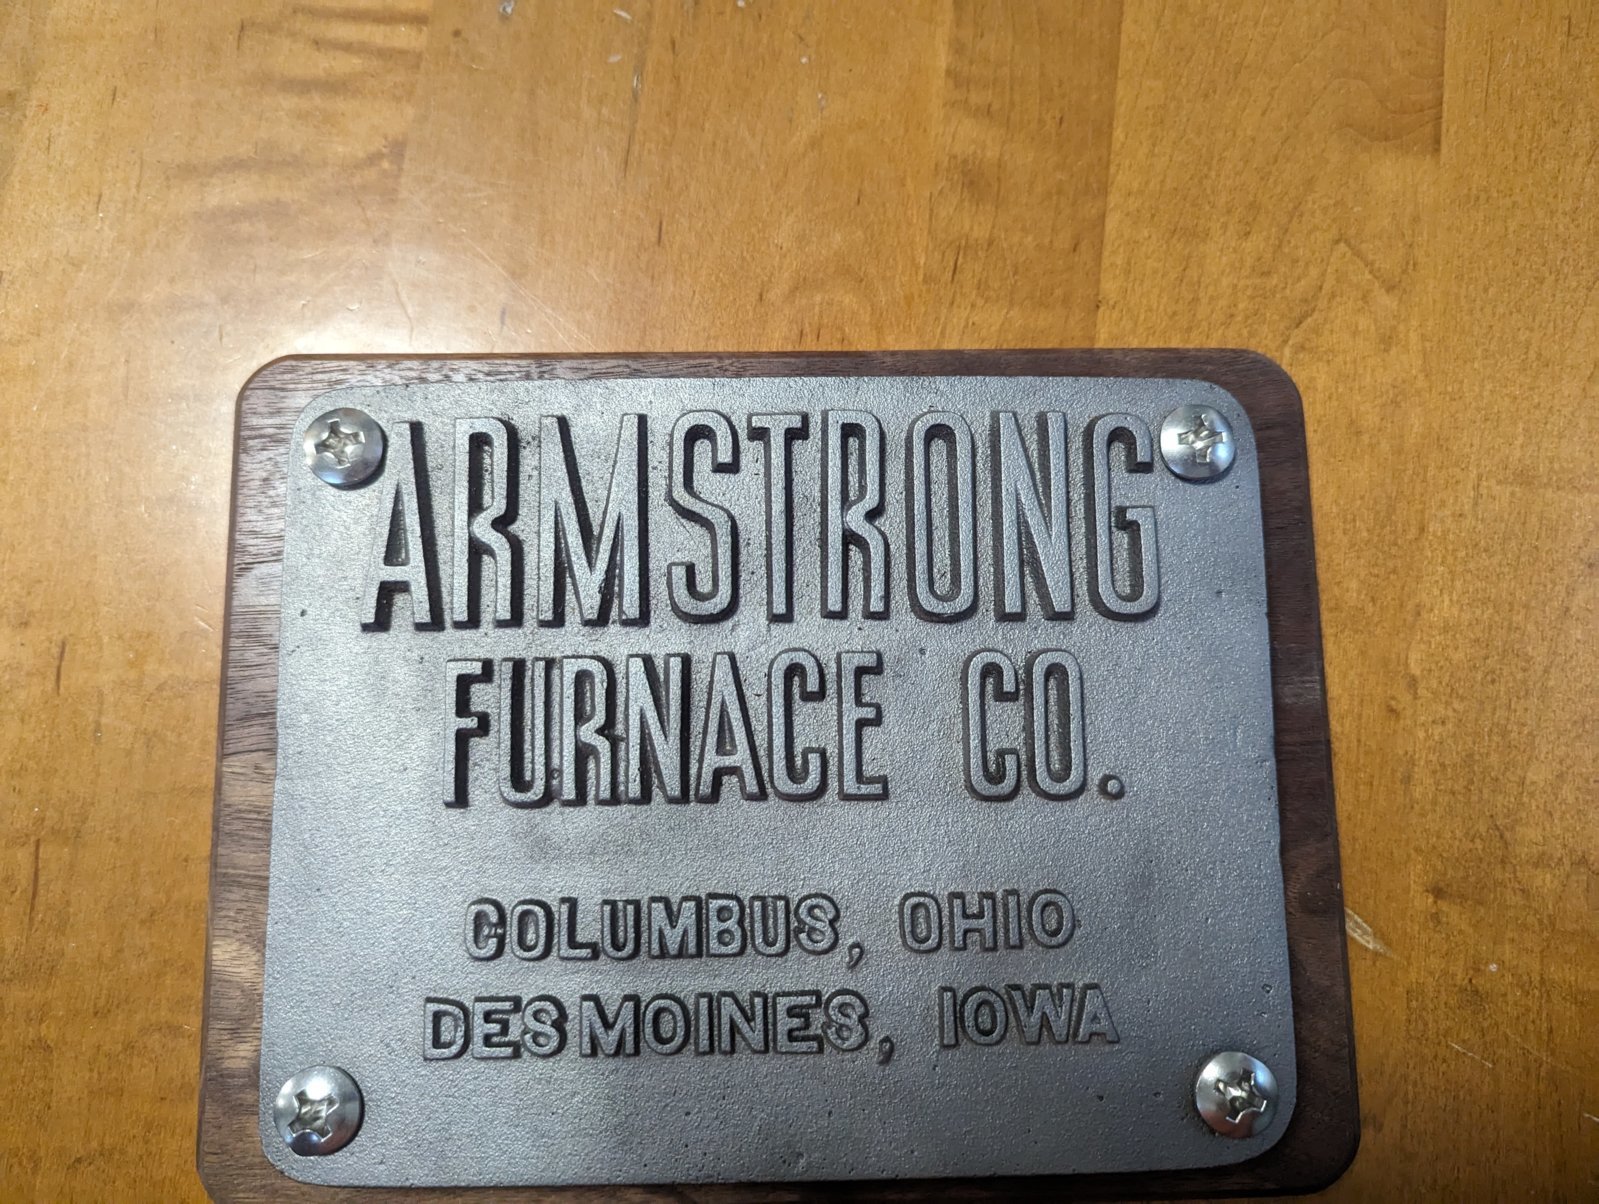 ARMSTRONG
FURNACE CO.
COLUMBUS, OHIO
DES MOINES, IOWA